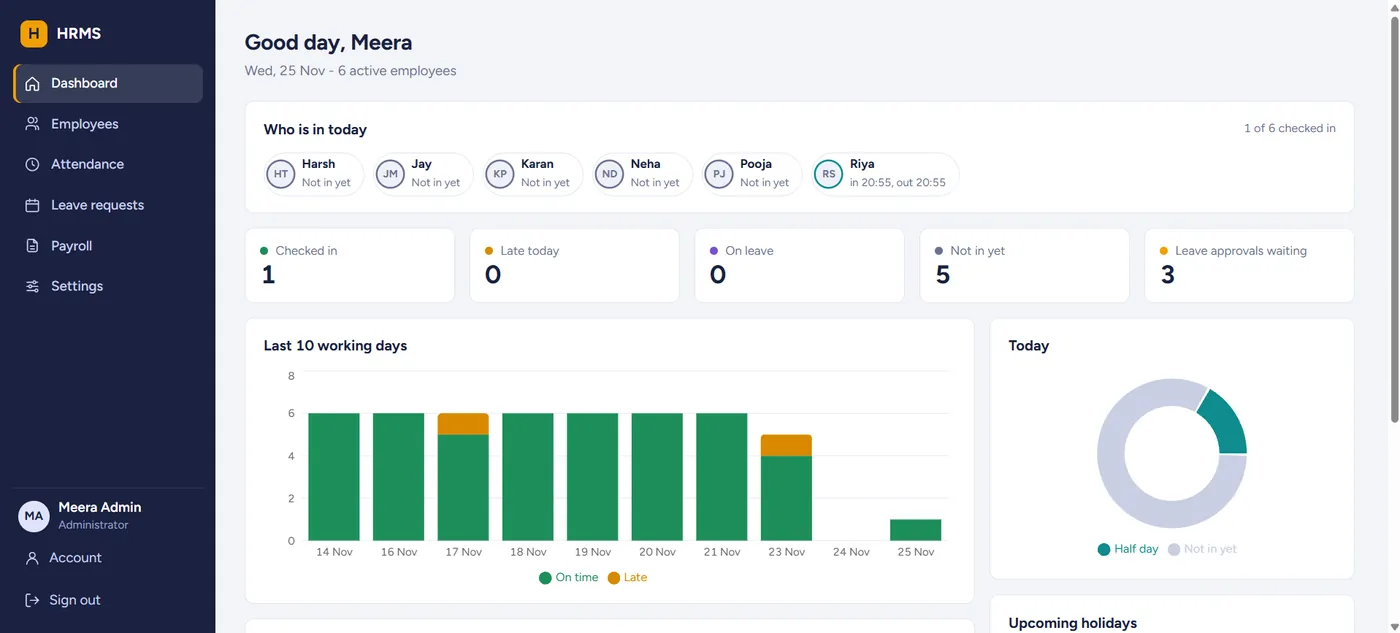 H HRMS
Dashboard
Employees
Attendance
Leave requests
Payroll
Settings
MA Meera Admin
Administrator
Account
Sign out
Good day, Meera
Wed, 25 Nov - 6 active employees
Who is in today
1 of 6 checked in
HT Harsh
Not in yet
JM Jay
Not in yet
KP Karan
Not in yet
ND Neha
Not in yet
PJ Pooja
Not in yet
RS Riya
in 20:55, out 20:55
Checked in
1
Late today
0
On leave
0
Not in yet
5
Leave approvals waiting
3
Last 10 working days
8
6
4
2
0
14 Nov 16 Nov 17 Nov 18 Nov 19 Nov 20 Nov 21 Nov 23 Nov 24 Nov 25 Nov
On time Late
Today
Half day Not in yet
Upcoming holidays